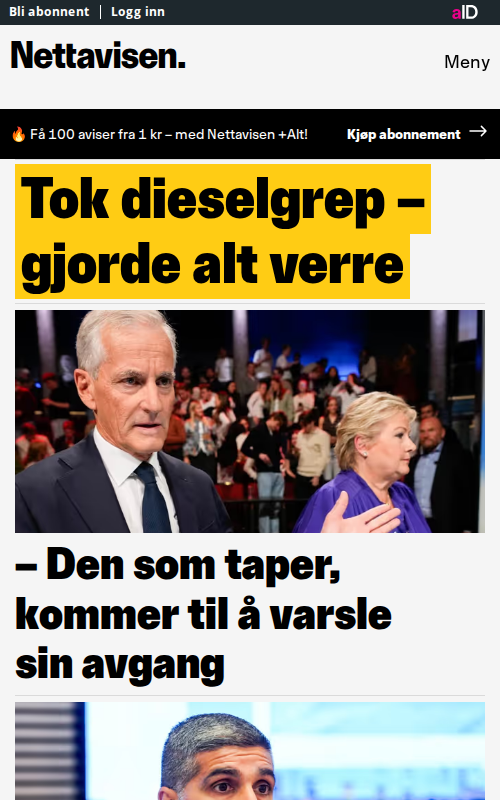 Bli abonnent | Logg inn
aID
Nettavisen.
Meny
🔥 Få 100 aviser fra 1 kr – med Nettavisen +Alt!
Kjøp abonnement →
Tok dieselgrep –
gjorde alt verre
– Den som taper,
kommer til å varsle
sin avgang